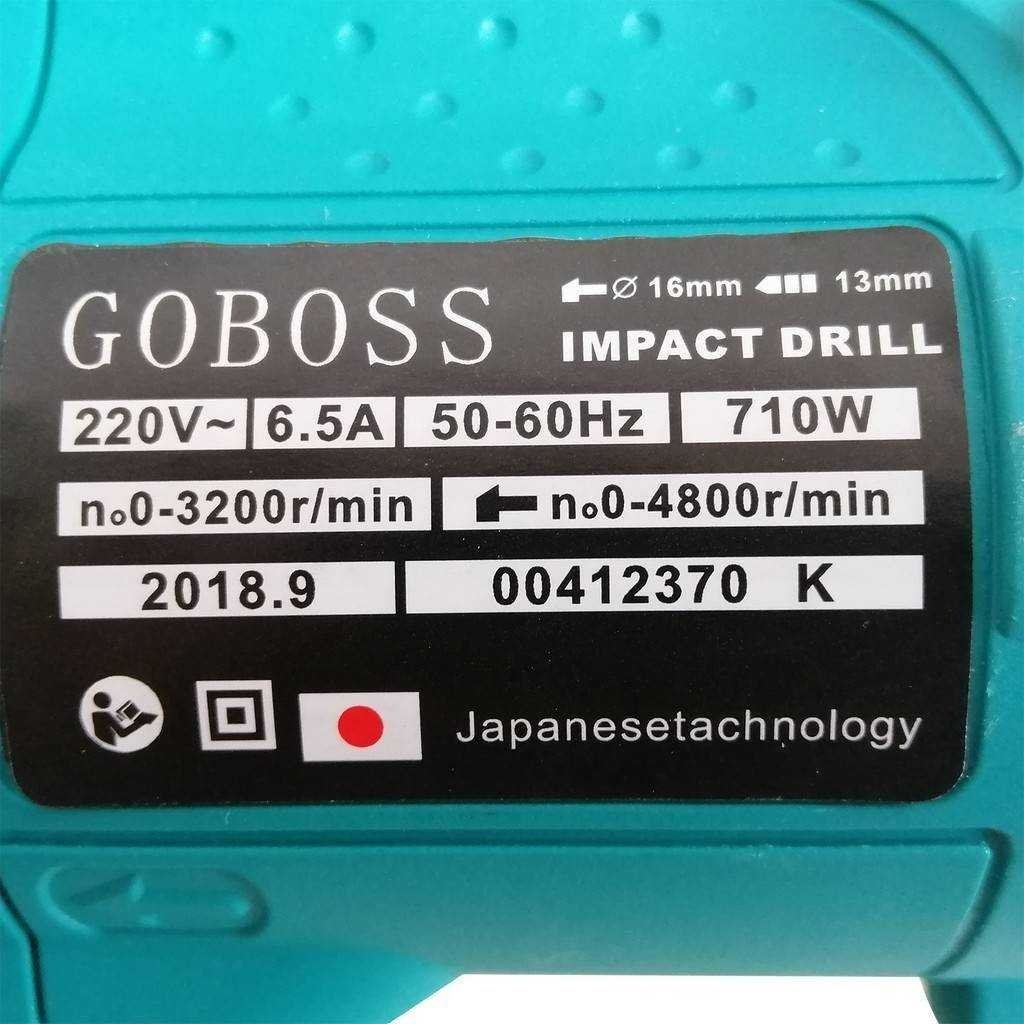 GOBOSS
⌀ 16mm 13mm
IMPACT DRILL
220V~ 6.5A 50-60Hz 710W
n₀0-3200r/min n₀0-4800r/min
2018.9 00412370 K
Japanesetachnology